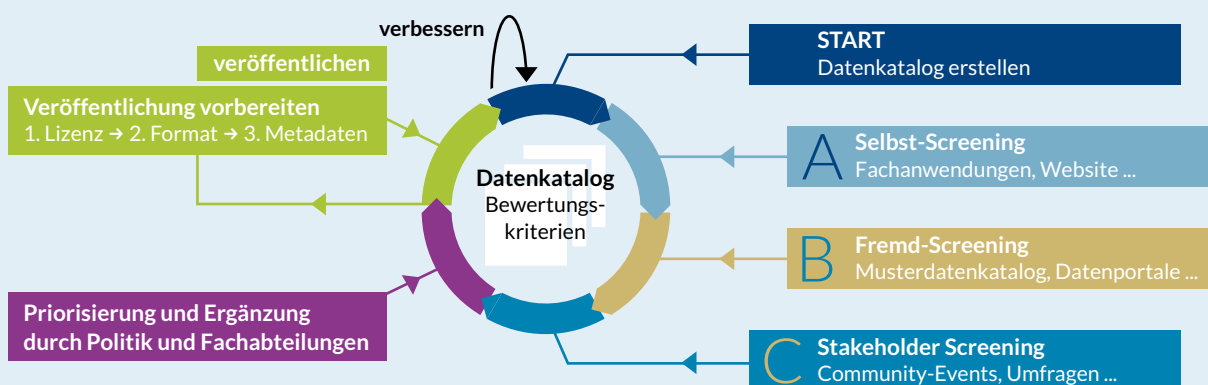 verbessern
START
Datenkatalog erstellen
veröffentlichen
Veröffentlichung vorbereiten
1. Lizenz → 2. Format → 3. Metadaten
A
Selbst-Screening
Fachanwendungen, Website ...
Datenkatalog
Bewertungs-
kriterien
B
Fremd-Screening
Musterdatenkatalog, Datenportale ...
Priorisierung und Ergänzung
durch Politik und Fachabteilungen
C
Stakeholder Screening
Community-Events, Umfragen ...